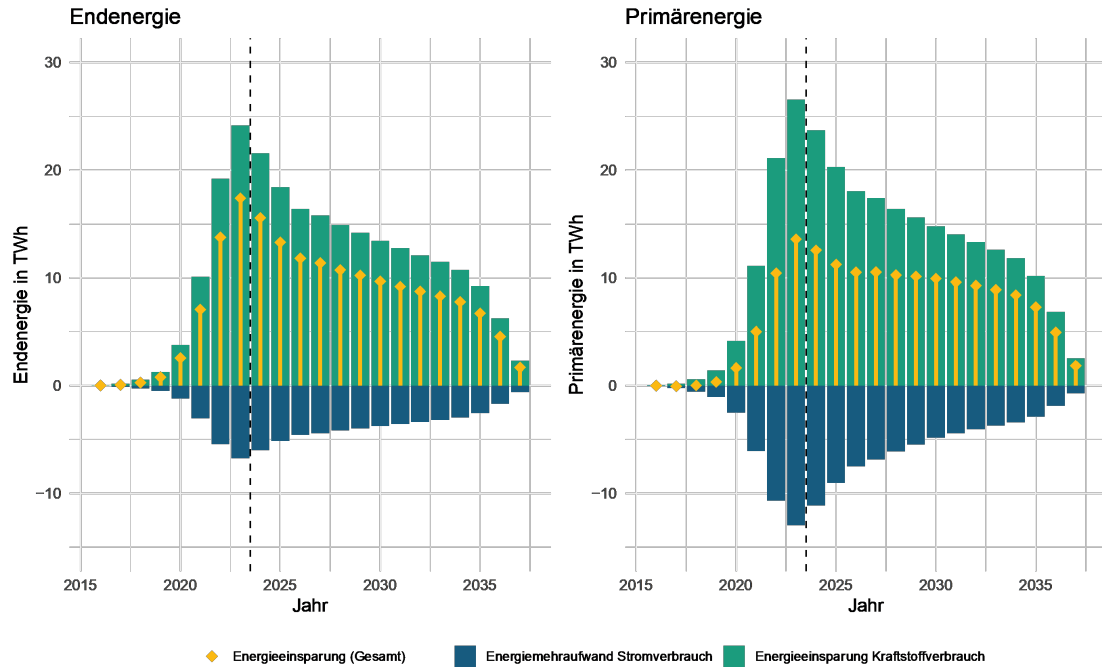 Endenergie
Primärenergie
Endenergie in TWh
30
20
10
0
−10
2015 2020 2025 2030 2035
Jahr
Primärenergie in TWh
30
20
10
0
−10
2015 2020 2025 2030 2035
Jahr
Energieeinsparung (Gesamt) Energiemehraufwand Stromverbrauch Energieeinsparung Kraftstoffverbrauch